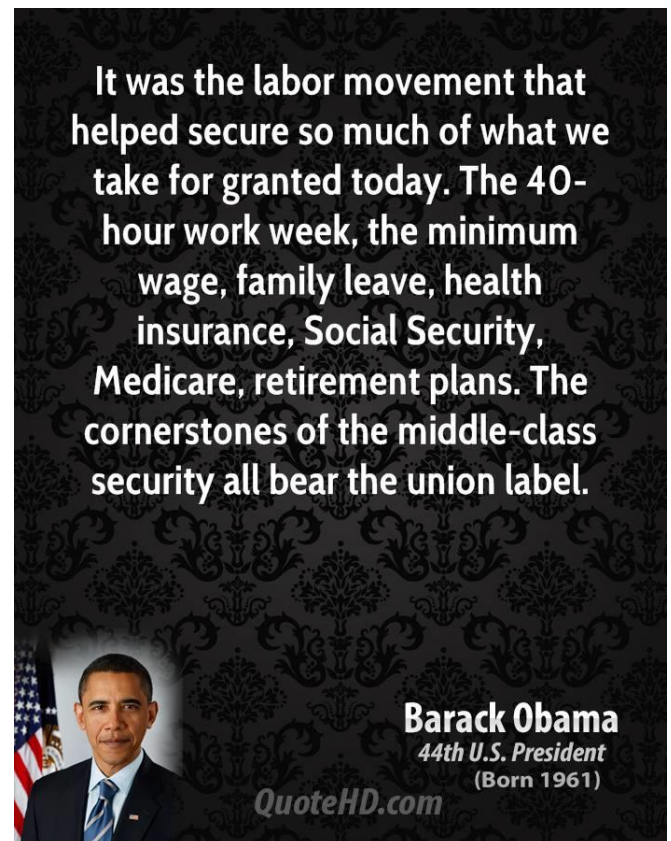 It was the labor movement that
helped secure so much of what we
take for granted today. The 40-
hour work week, the minimum
wage, family leave, health
insurance, Social Security,
Medicare, retirement plans. The
cornerstones of the middle-class
security all bear the union label.
Barack Obama
44th U.S. President
(Born 1961)
QuoteHD.com